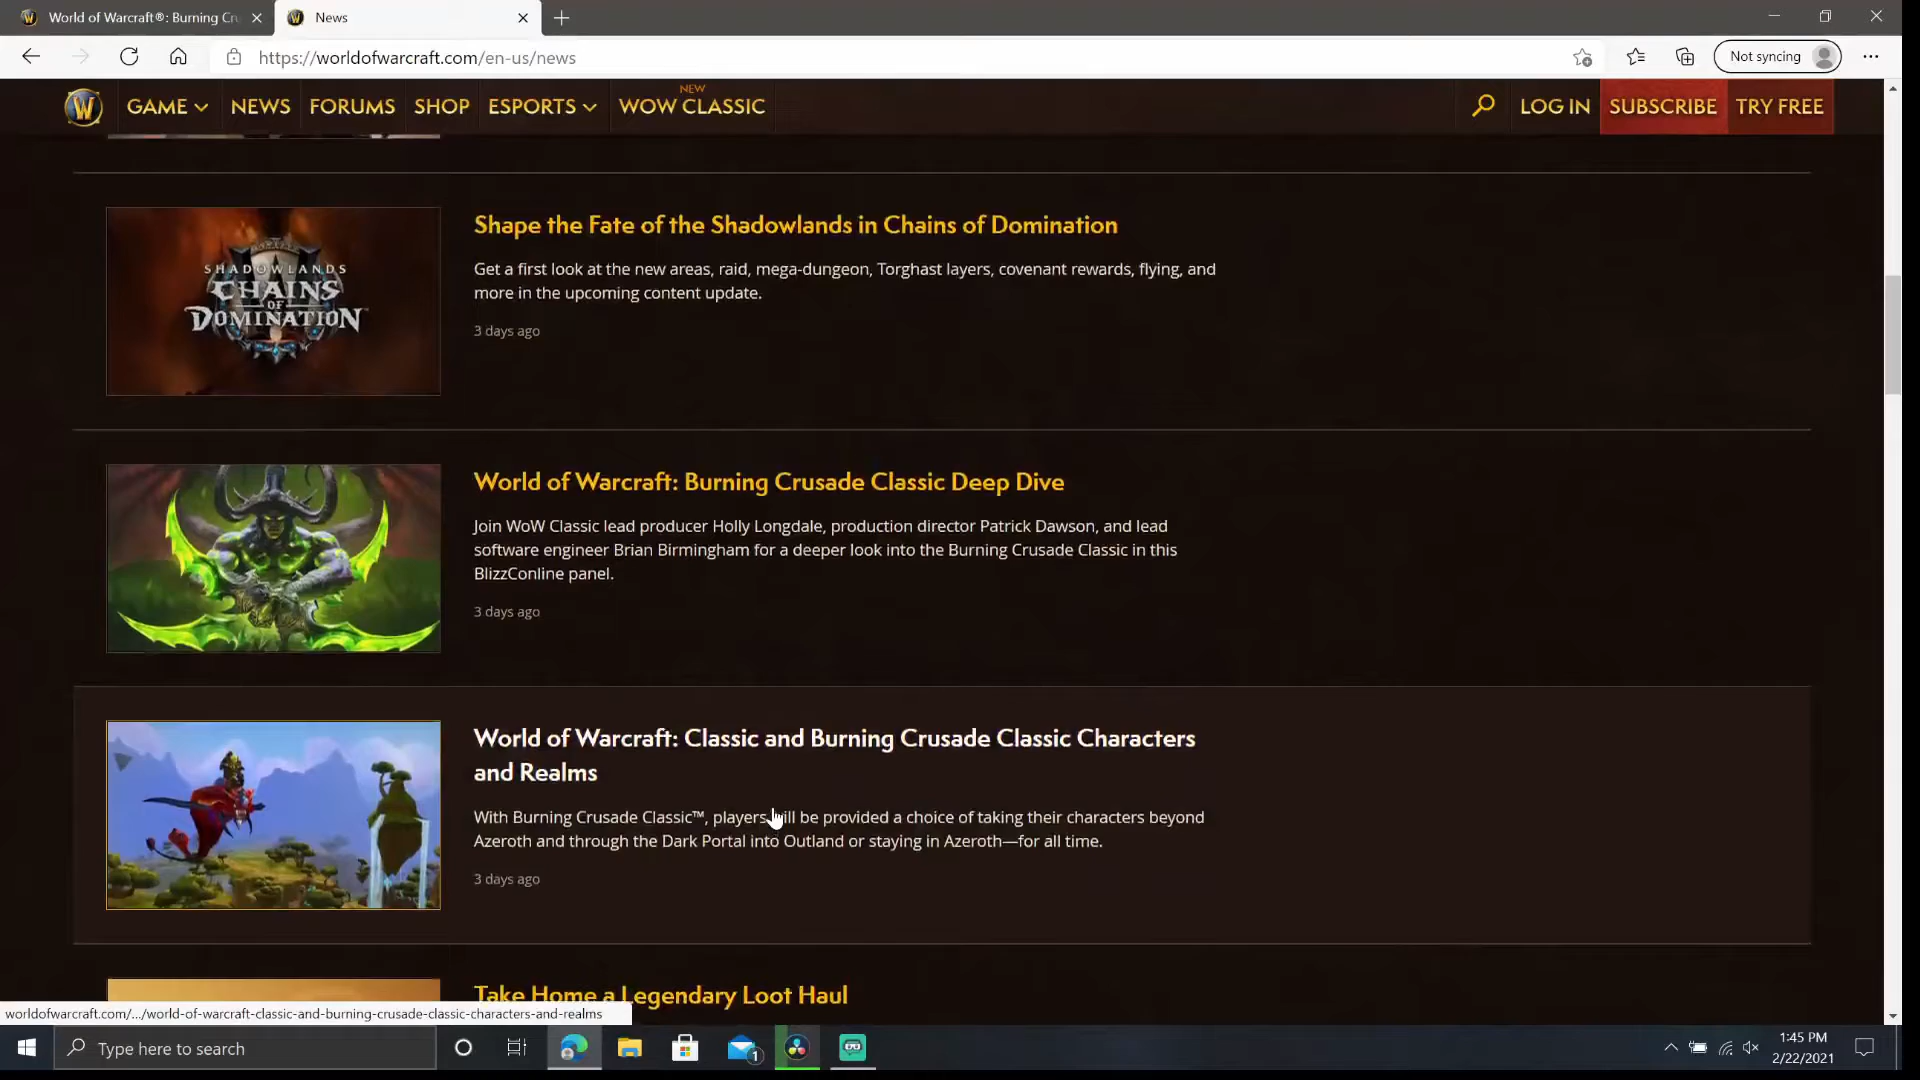 World of Warcraft®: Burning Cru
News
https://worldofwarcraft.com/en-us/news
Not syncing
GAME
NEWS
FORUMS
SHOP
ESPORTS
NEW
WOW CLASSIC
LOG IN
SUBSCRIBE
TRY FREE
Shape the Fate of the Shadowlands in Chains of Domination
SHADOWLANDS
CHAINS
OF
DOMINATION
Get a first look at the new areas, raid, mega-dungeon, Torghast layers, covenant rewards, flying, and
more in the upcoming content update.
3 days ago
World of Warcraft: Burning Crusade Classic Deep Dive
Join WoW Classic lead producer Holly Longdale, production director Patrick Dawson, and lead
software engineer Brian Birmingham for a deeper look into the Burning Crusade Classic in this
BlizzConline panel.
3 days ago
World of Warcraft: Classic and Burning Crusade Classic Characters
and Realms
With Burning Crusade Classic™, players will be provided a choice of taking their characters beyond
Azeroth and through the Dark Portal into Outland or staying in Azeroth—for all time.
3 days ago
Take Home a Legendary Loot Haul
worldofwarcraft.com/.../world-of-warcraft-classic-and-burning-crusade-classic-characters-and-realms
Type here to search
1
1:45 PM
2/22/2021